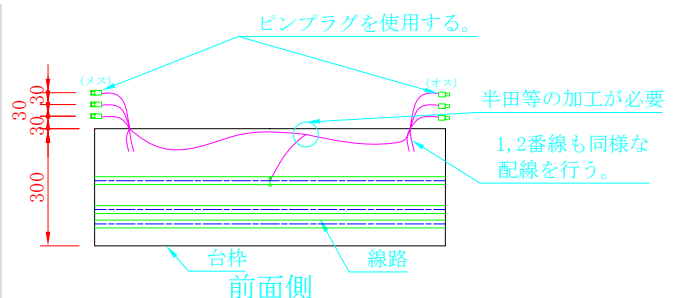 ピンプラグを使用する。
(メス)
(オス)
半田等の加工が必要
1,2番線も同様な
配線を行う。
30
30
30
300
台枠
線路
前面側